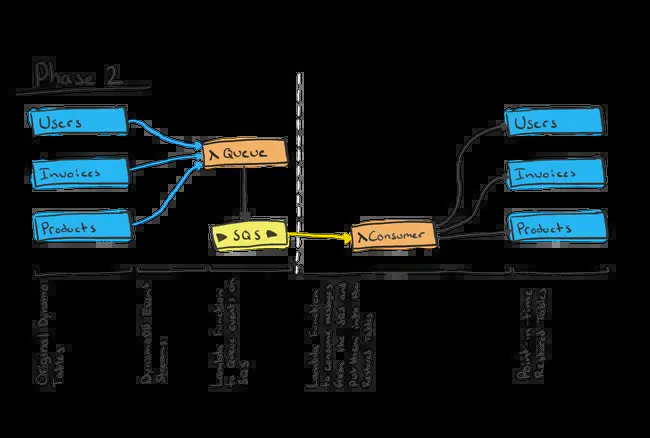 Phase 2
Users
Invoices
Products
λ Queue
▶ SQS ▶
λ Consumer
Users
Invoices
Products
Original Dynamo
Tables
DynamoDB Event
Streams
Lambda Function
to queue events on
SQS
Lambda Function
to consume messages
from the SQS and
put them into the
Restored Tables
Point-in-time
Restored Tables